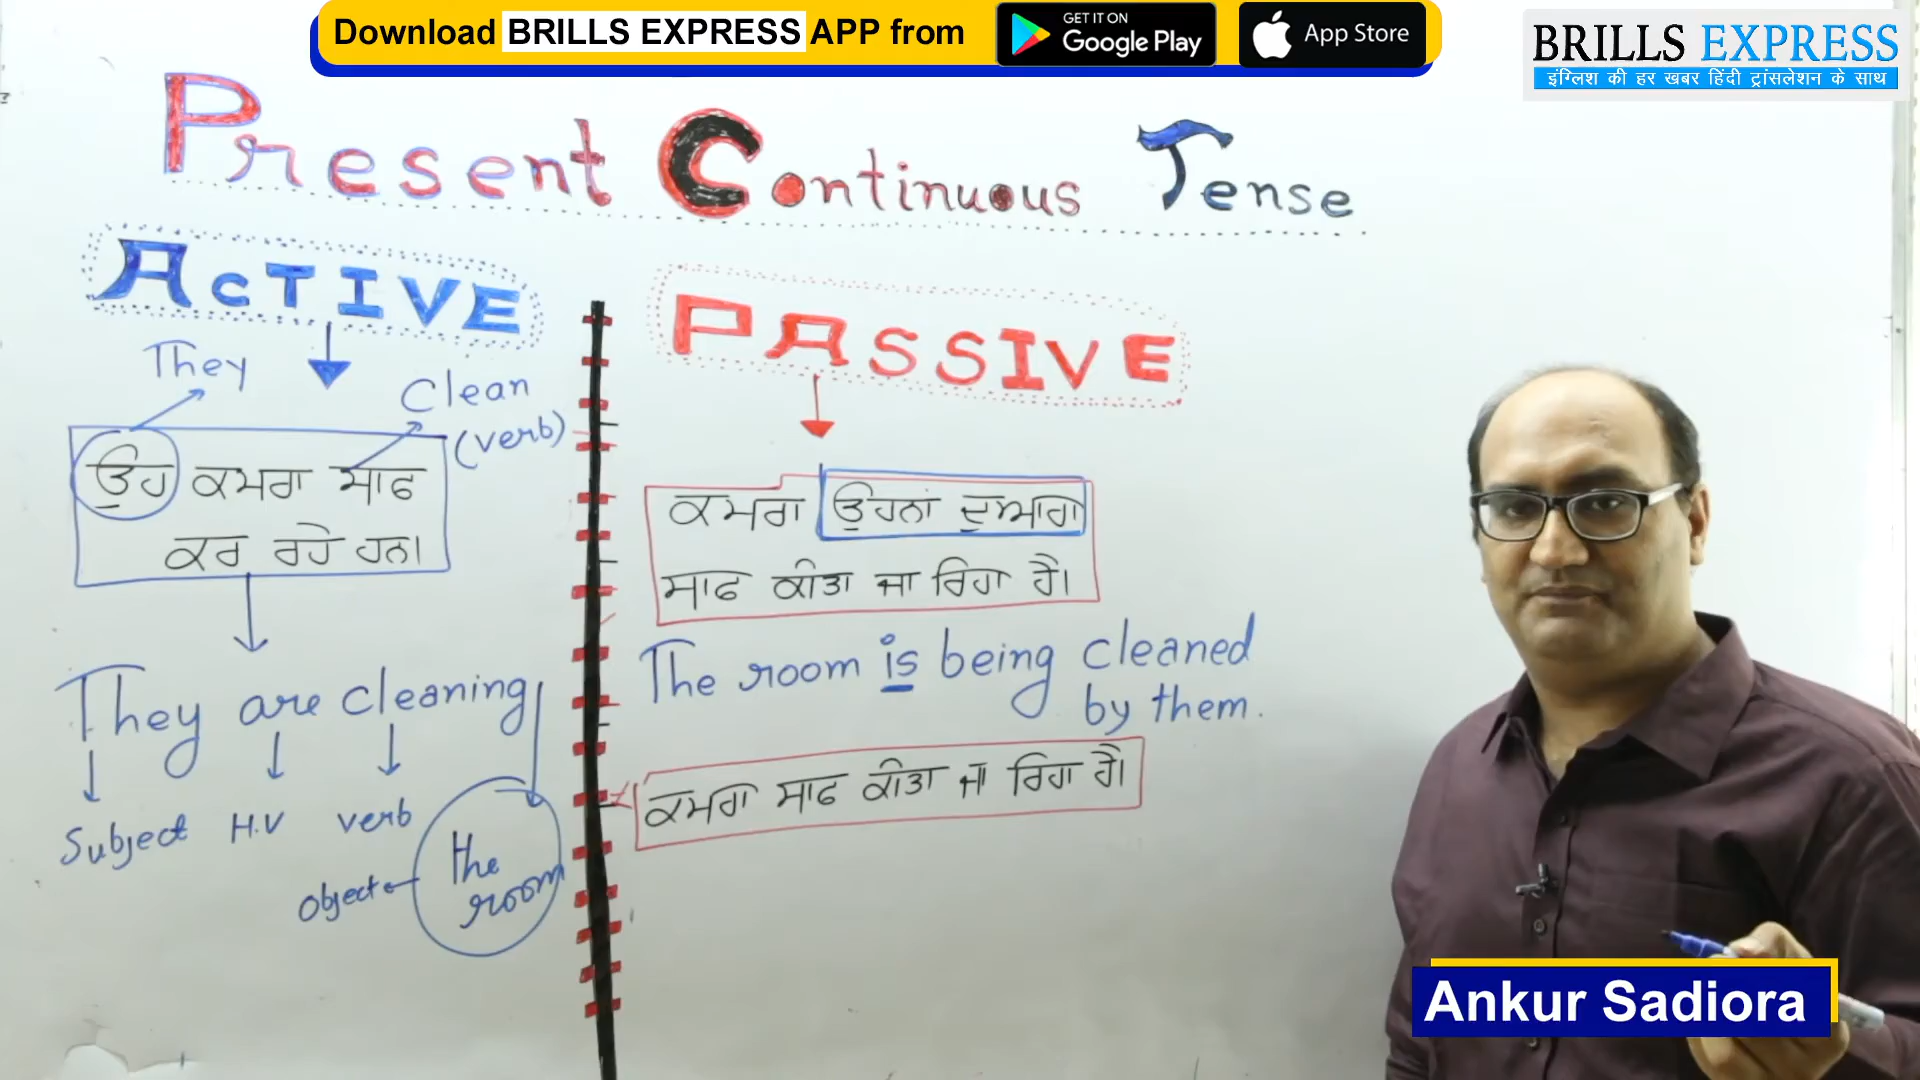 Download BRILLS EXPRESS APP from
GET IT ON
Google Play
App Store
BRILLS EXPRESS
इंग्लिश की हर खबर हिंदी ट्रांसलेशन के साथ
Present Continuous Tense
ACTIVE
They
Clean
(verb)
ਉਹ ਕਮਰਾ ਸਾਫ
ਕਰ ਰਹੇ ਹਨ।
They are cleaning
Subject H.V verb
the
room
object
PASSIVE
ਕਮਰਾ ਉਹਨਾਂ ਦੁਆਰਾ
ਸਾਫ ਕੀਤਾ ਜਾ ਰਿਹਾ ਹੈ।
The room is being cleaned
by them.
ਕਮਰਾ ਸਾਫ ਕੀਤਾ ਜਾ ਰਿਹਾ ਹੈ।
Ankur Sadiora